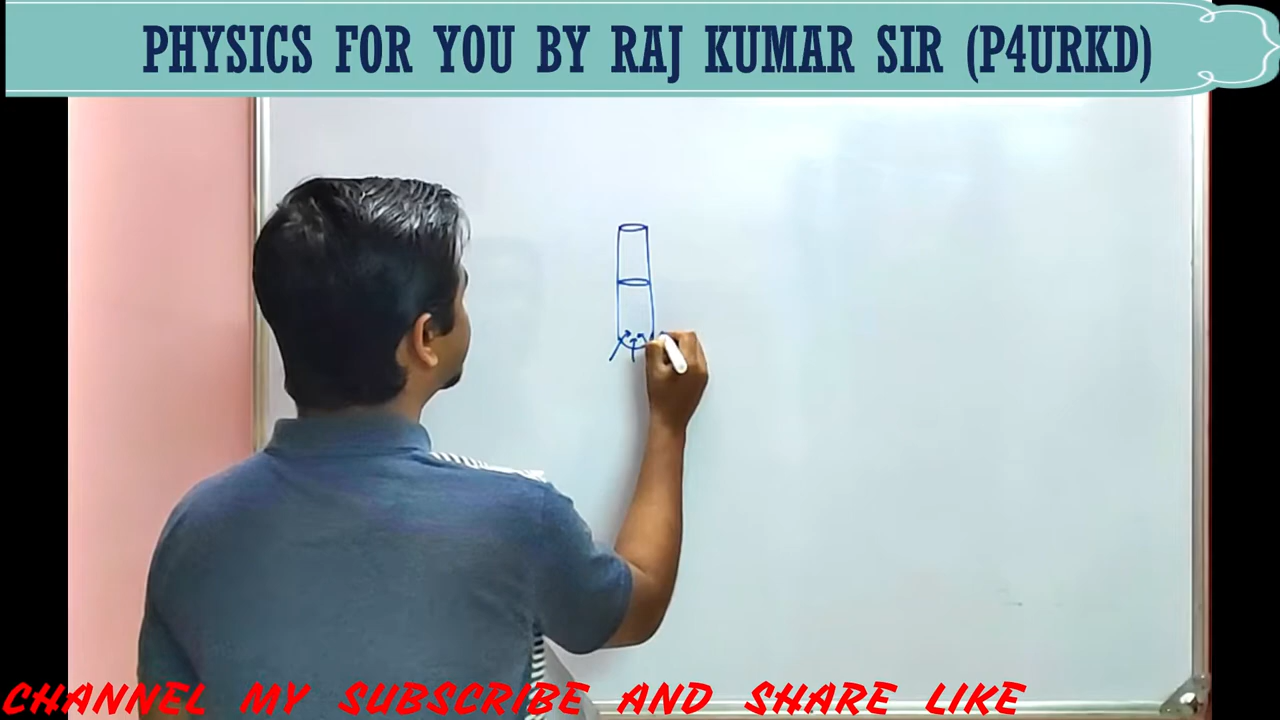 PHYSICS FOR YOU BY RAJ KUMAR SIR (P4URKD)
CHANNEL MY SUBSCRIBE AND SHARE LIKE